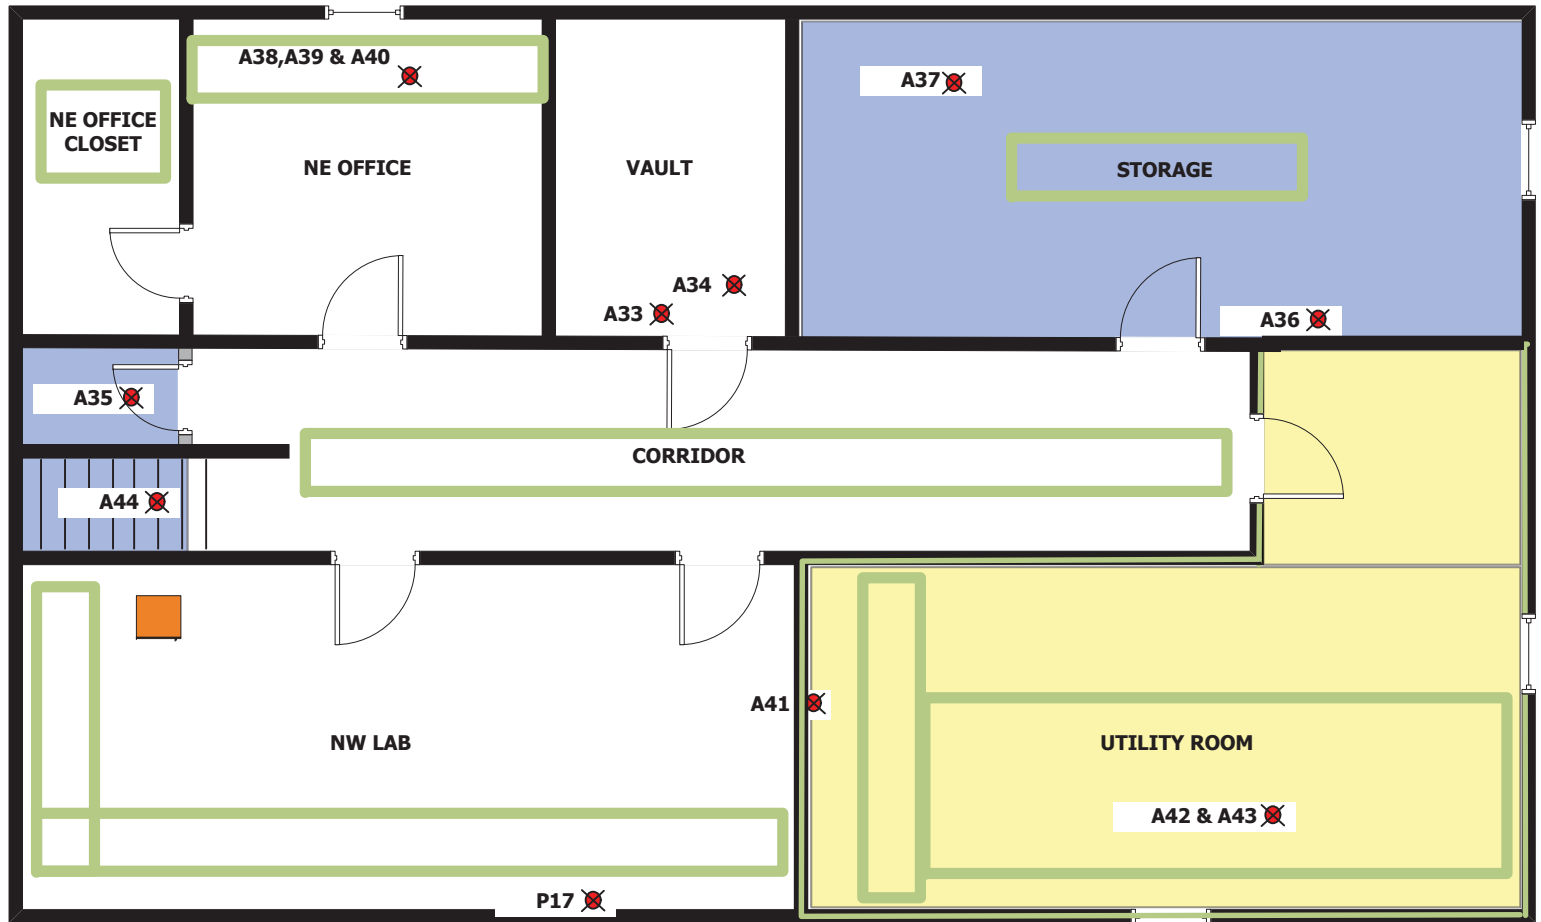 A38,A39 & A40
A37
NE OFFICE
CLOSET
NE OFFICE
VAULT
STORAGE
A34
A33
A36
A35
CORRIDOR
A44
A41
NW LAB
UTILITY ROOM
A42 & A43
P17